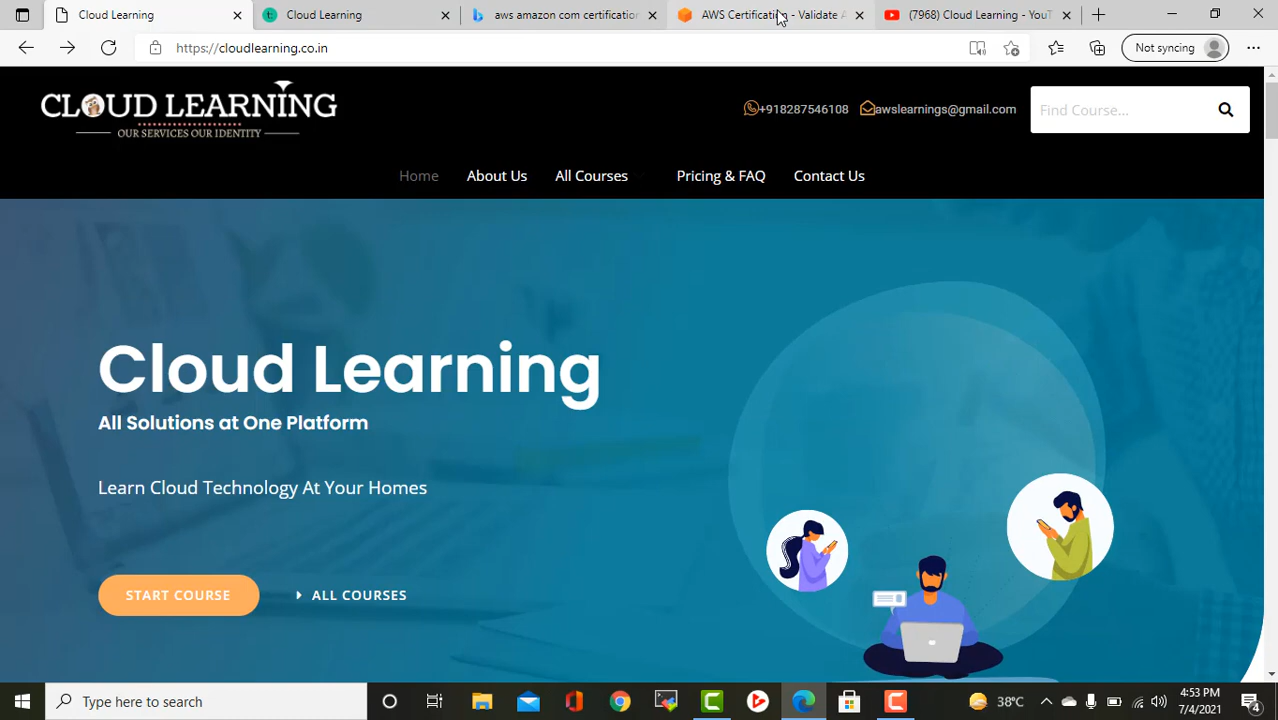 Cloud Learning
Cloud Learning
aws amazon com certification
AWS Certification - Validate A
(7968) Cloud Learning - YouT
https://cloudlearning.co.in
Not syncing
CLOUD LEARNING
OUR SERVICES OUR IDENTITY
+918287546108
awslearnings@gmail.com
Find Course...
Home
About Us
All Courses
Pricing & FAQ
Contact Us
Cloud Learning
All Solutions at One Platform
Learn Cloud Technology At Your Homes
START COURSE
ALL COURSES
Type here to search
38°C
4:53 PM
7/4/2021
4